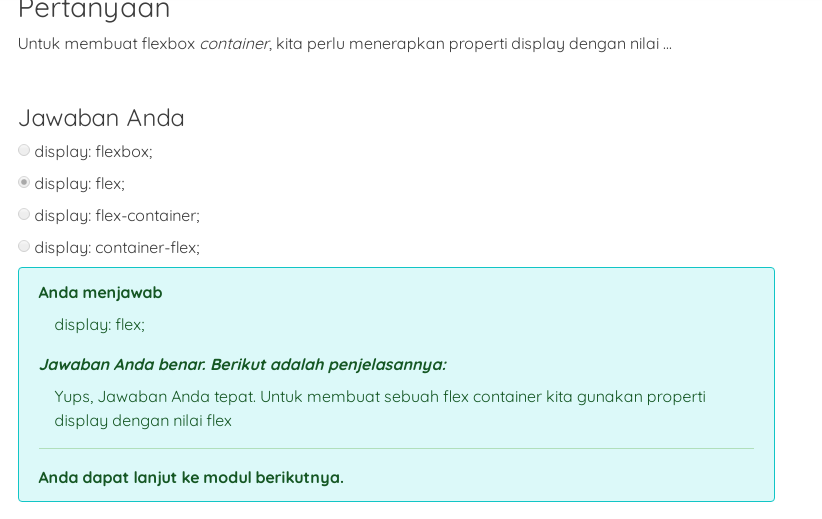 Pertanyaan
Untuk membuat flexbox container, kita perlu menerapkan properti display dengan nilai ...
Jawaban Anda
display: flexbox;
display: flex;
display: flex-container;
display: container-flex;
Anda menjawab
display: flex;
Jawaban Anda benar. Berikut adalah penjelasannya:
Yups, Jawaban Anda tepat. Untuk membuat sebuah flex container kita gunakan properti
display dengan nilai flex
Anda dapat lanjut ke modul berikutnya.